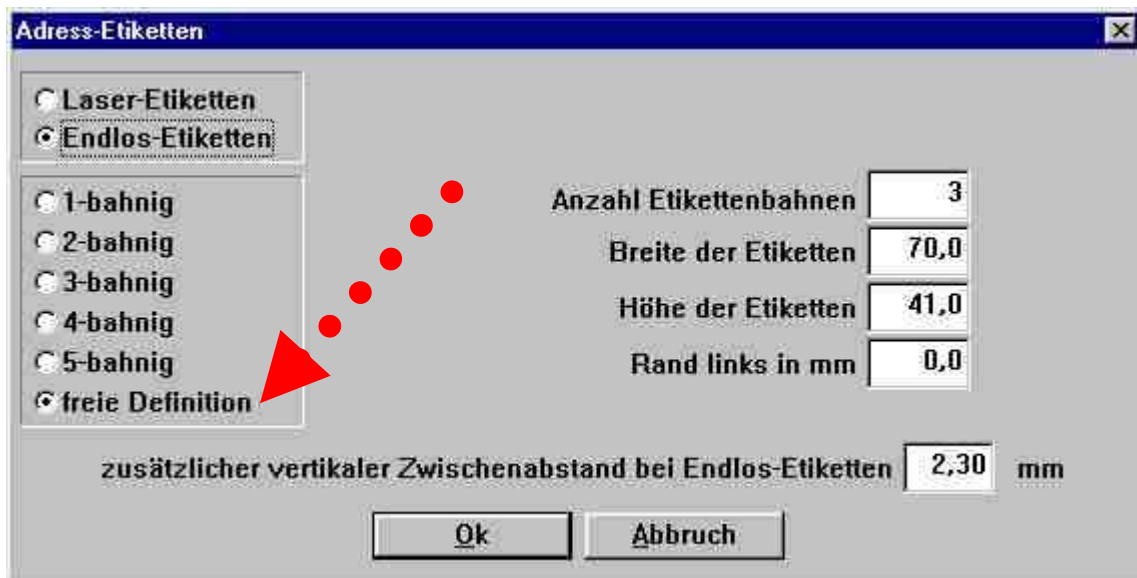 Adress-Etiketten
Laser-Etiketten
Endlos-Etiketten
1-bahnig
2-bahnig
3-bahnig
4-bahnig
5-bahnig
freie Definition
Anzahl Etikettenbahnen 3
Breite der Etiketten 70,0
Höhe der Etiketten 41,0
Rand links in mm 0,0
zusätzlicher vertikaler Zwischenabstand bei Endlos-Etiketten 2,30 mm
Ok Abbruch